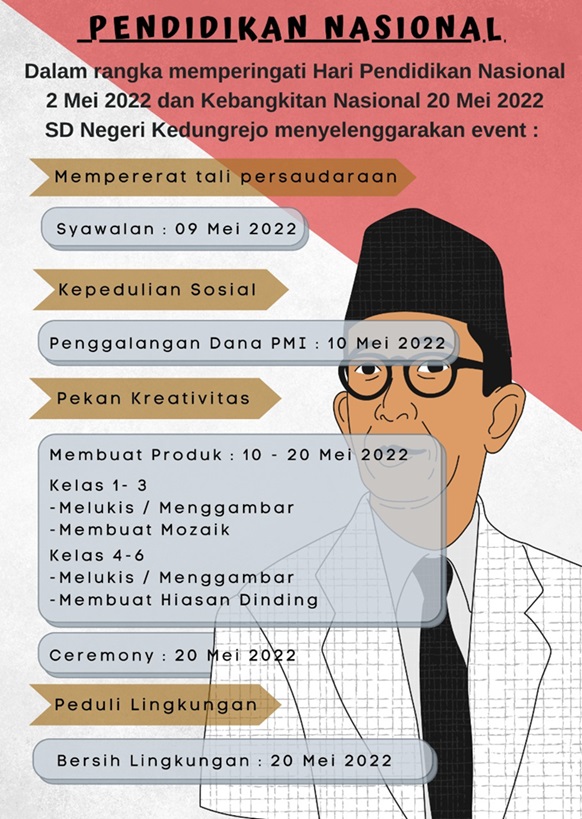 PENDIDIKAN NASIONAL
Dalam rangka memperingati Hari Pendidikan Nasional
2 Mei 2022 dan Kebangkitan Nasional 20 Mei 2022
SD Negeri Kedungrejo menyelenggarakan event :
Mempererat tali persaudaraan
Syawalan : 09 Mei 2022
Kepedulian Sosial
Penggalangan Dana PMI : 10 Mei 2022
Pekan Kreativitas
Membuat Produk : 10 - 20 Mei 2022
Kelas 1- 3
-Melukis / Menggambar
-Membuat Mozaik
Kelas 4-6
-Melukis / Menggambar
-Membuat Hiasan Dinding
Ceremony : 20 Mei 2022
Peduli Lingkungan
Bersih Lingkungan : 20 Mei 2022